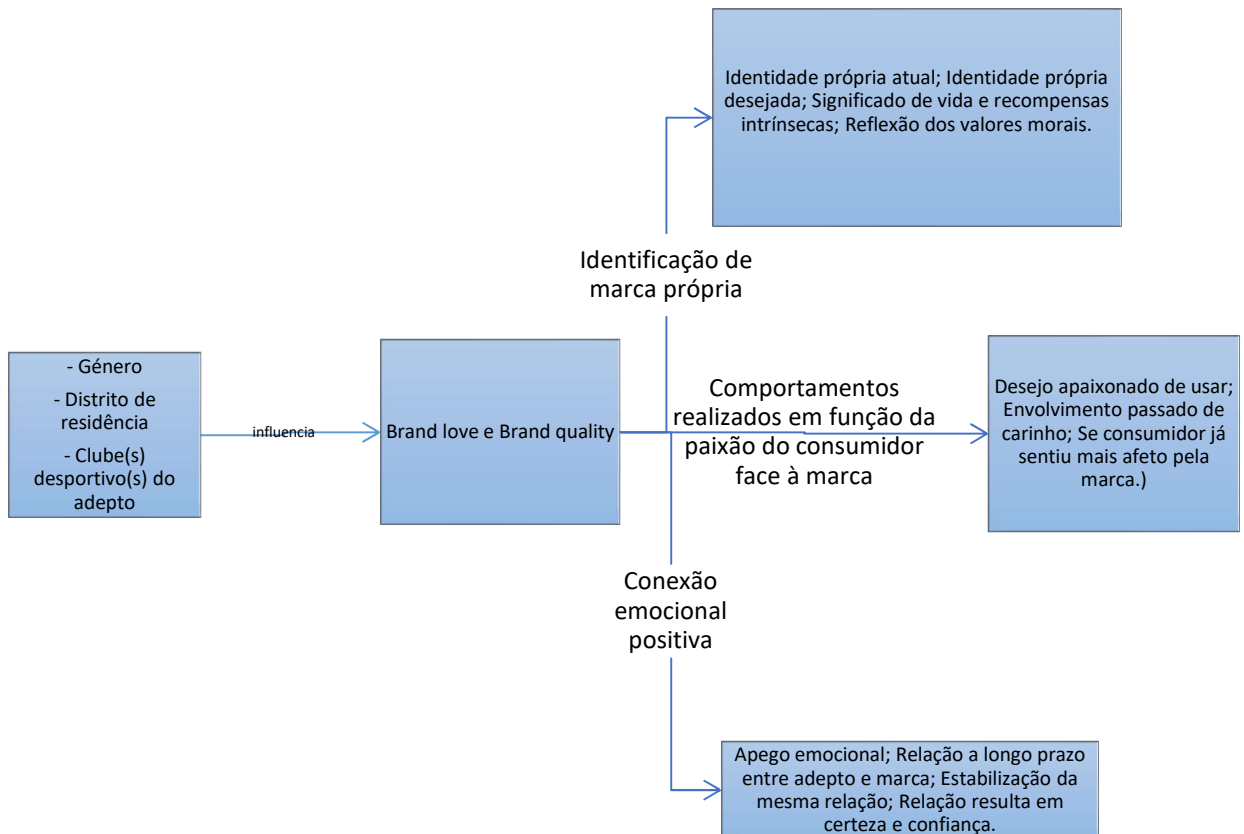 Identidade própria atual; Identidade própria
desejada; Significado de vida e recompensas
intrínsecas; Reflexão dos valores morais.
Identificação de
marca própria
- Género
- Distrito de
residência
- Clube(s)
desportivo(s) do
adepto
influencia
Brand love e Brand quality
Comportamentos
realizados em função da
paixão do consumidor
face à marca
Desejo apaixonado de usar;
Envolvimento passado de
carinho; Se consumidor já
sentiu mais afeto pela
marca.)
Conexão
emocional
positiva
Apego emocional; Relação a longo prazo
entre adepto e marca; Estabilização da
mesma relação; Relação resulta em
certeza e confiança.